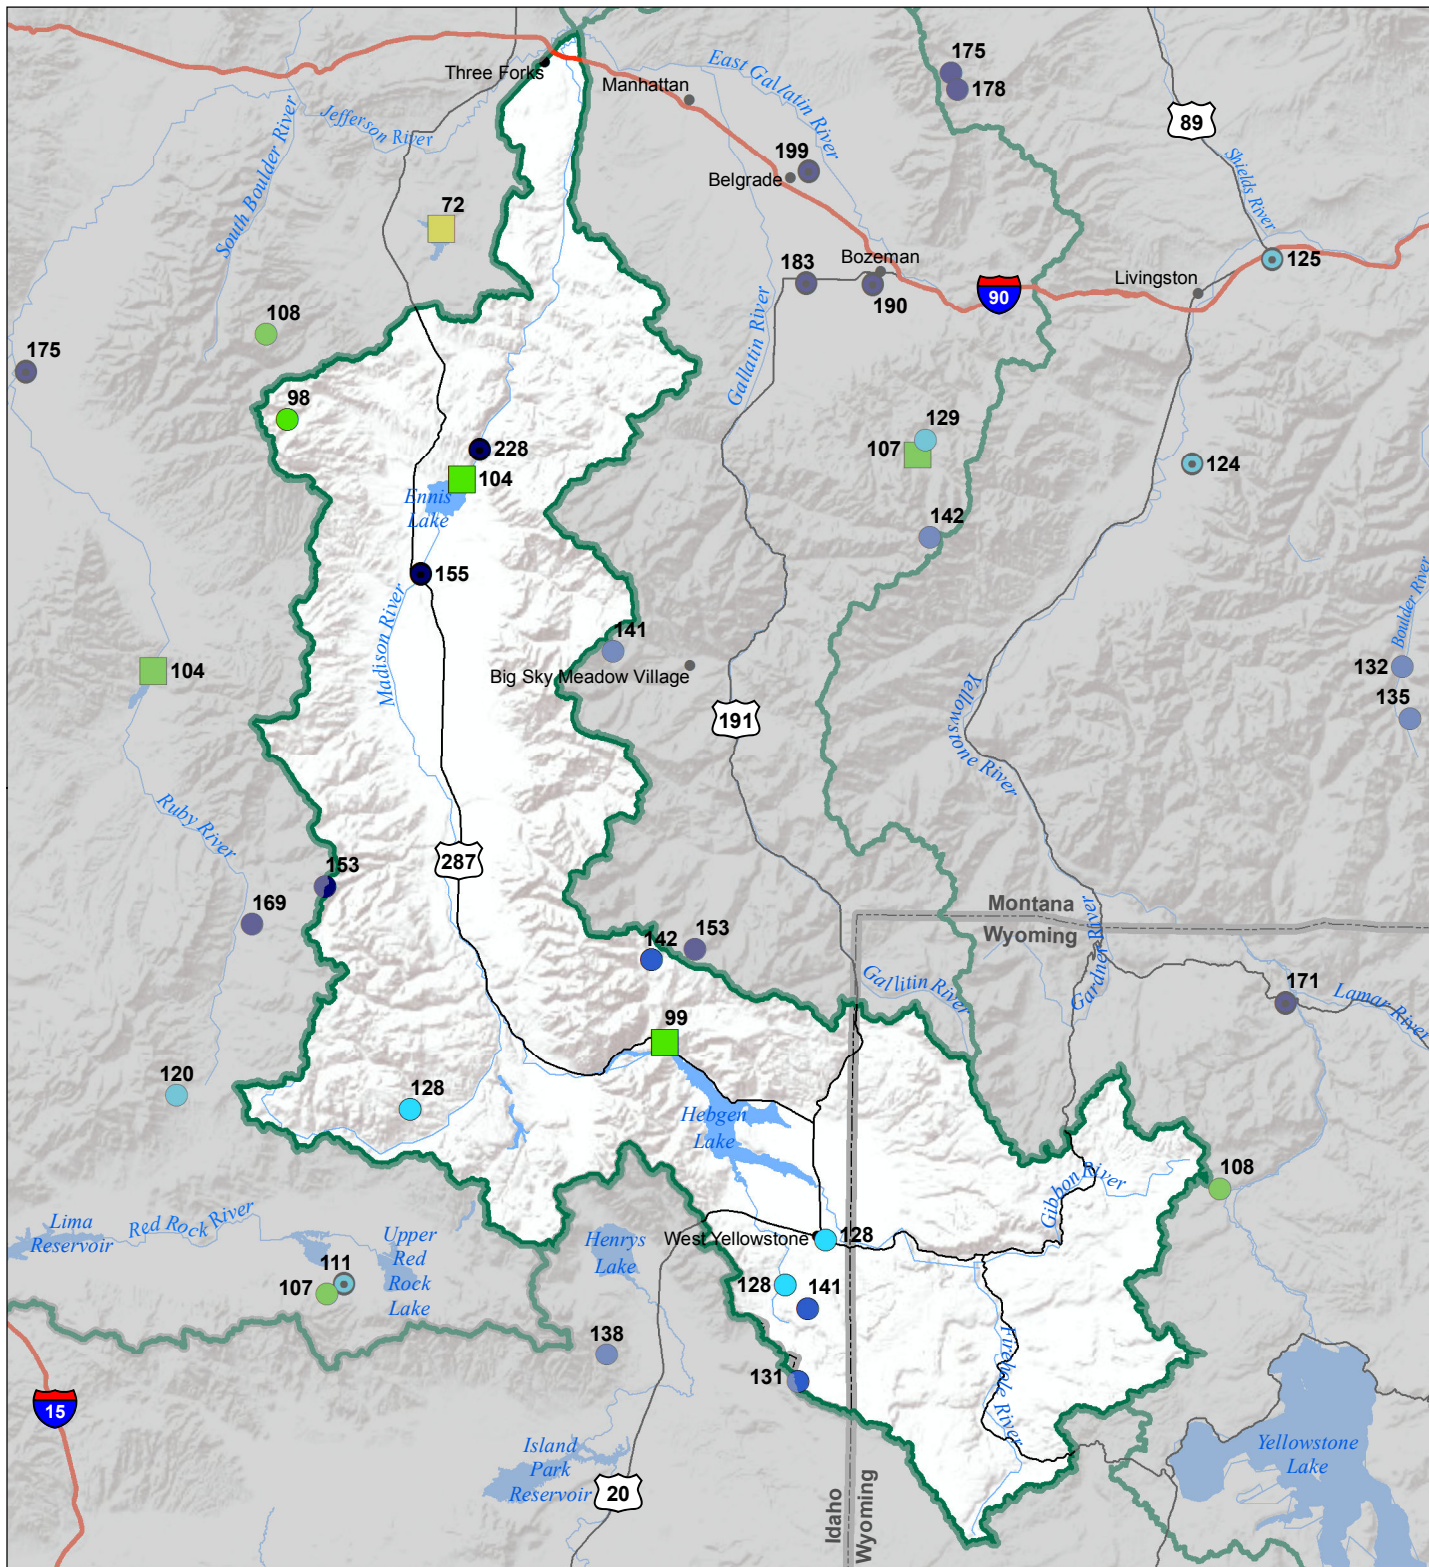 175
178
East Gallatin River
Three Forks
Manhattan
89
Jefferson River
South Boulder River
199
Belgrade
Shields River
72
Bozeman
125
183
190
90
Livingston
108
175
Gallatin River
98
129
228
107
104
124
Ennis
Lake
142
155
Boulder River
Madison River
141
132
104
Big Sky Meadow Village
135
191
Yellowstone River
Ruby River
287
153
169
Montana
Wyoming
153
142
Gallitin River
Gardner River
171
Lamar River
99
120
128
Hebgen
Lake
Gibbon River
108
Lima
Reservoir
Red Rock River
Upper
Red
Rock
Lake
Henrys
Lake
West Yellowstone
128
111
107
128
141
138
131
Firehole River
15
Island
Park
Reservoir
20
Idaho
Wyoming
Yellowstone
Lake